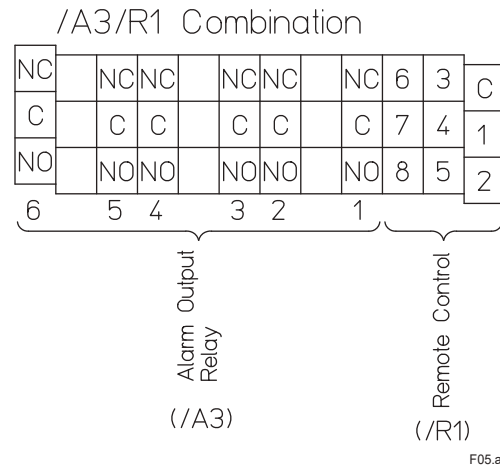 /A3/R1 Combination
NC NC NC NC NC NC 6 3 C
C C C C C C 7 4 1
NO NO NO NO NO NO 8 5 2
6 5 4 3 2 1
Alarm Output
Relay
(/A3)
Remote Control
(/R1)
F05.a